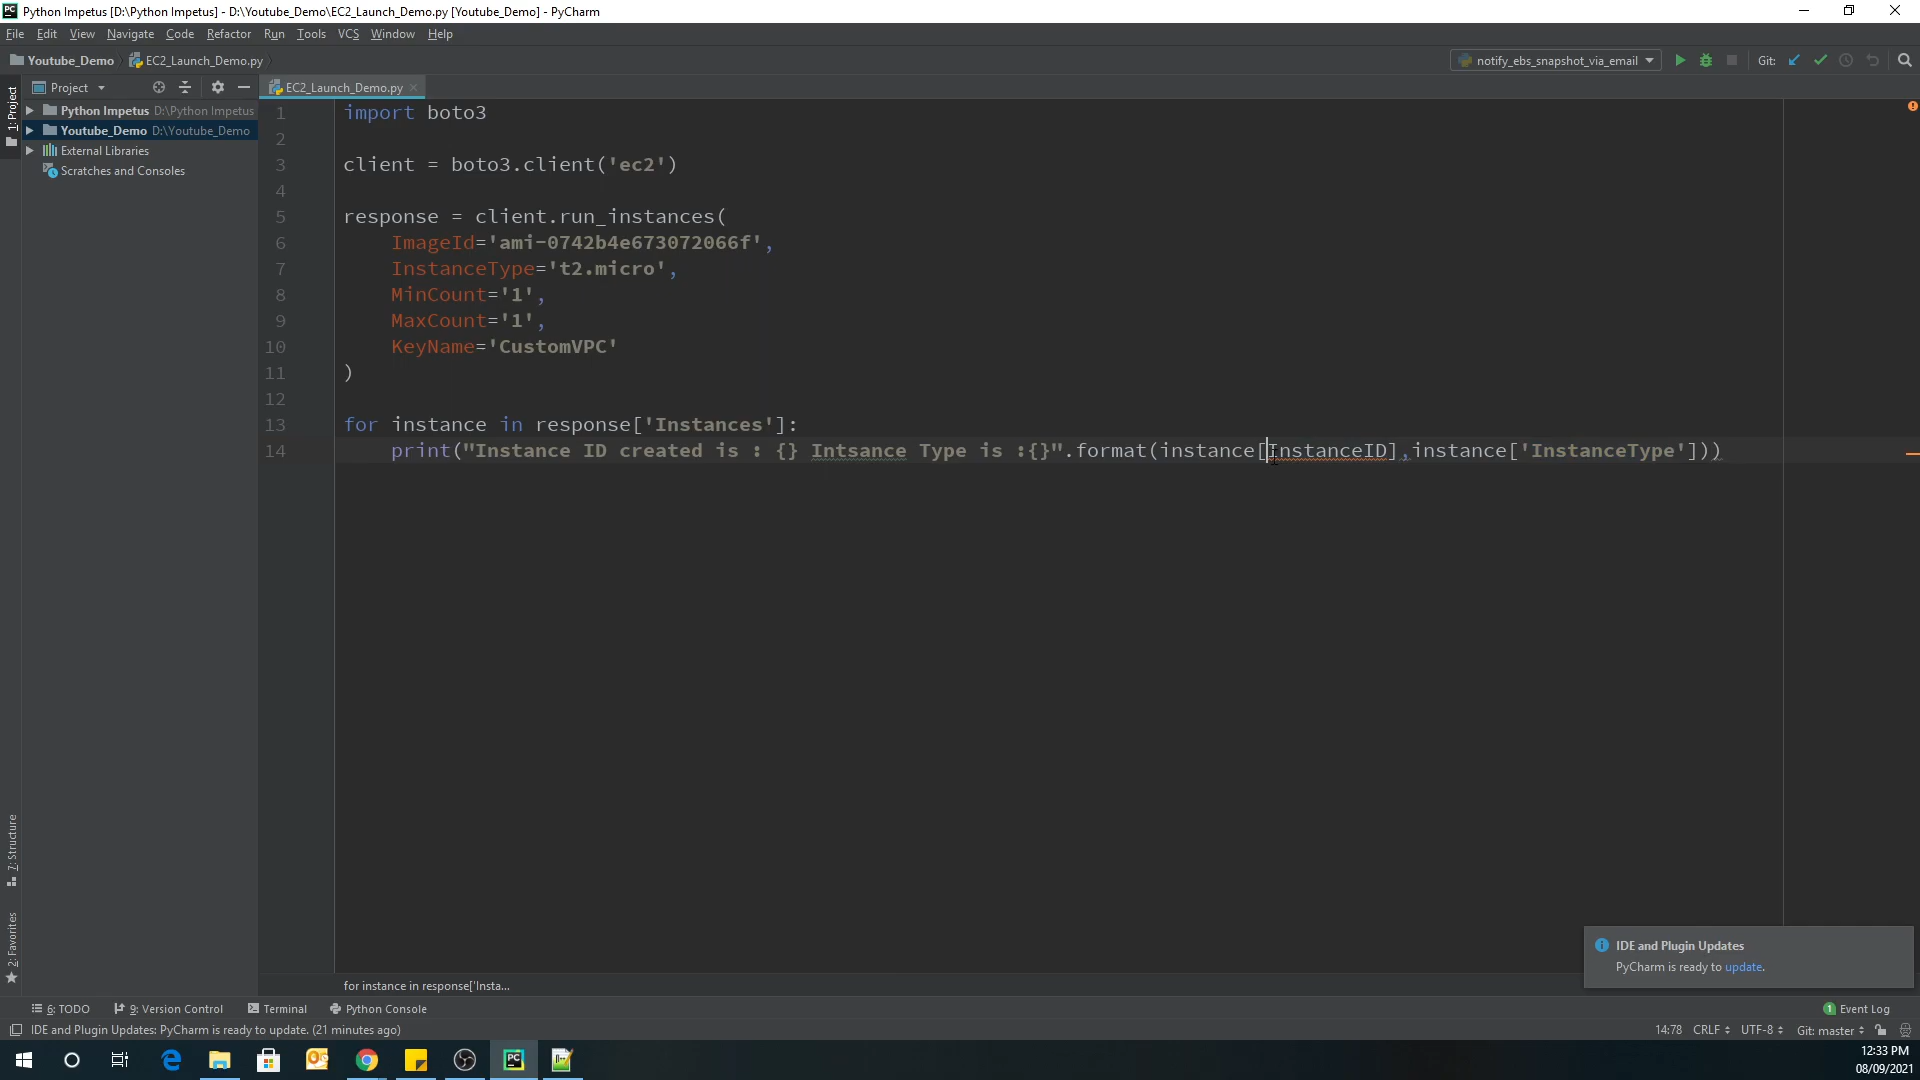 Python Impetus [D:\Python Impetus] - D:\Youtube_Demo\EC2_Launch_Demo.py [Youtube_Demo] - PyCharm
File Edit View Navigate Code Refactor Run Tools VCS Window Help
Youtube_Demo EC2_Launch_Demo.py notify_ebs_snapshot_via_email Git:
Project EC2_Launch_Demo.py
1: Project
Python Impetus D:\Python Impetus
Youtube_Demo D:\Youtube_Demo
External Libraries
Scratches and Consoles
1 import boto3
2
3 client = boto3.client('ec2')
4
5 response = client.run_instances(
6 ImageId='ami-0742b4e673072066f',
7 InstanceType='t2.micro',
8 MinCount='1',
9 MaxCount='1',
10 KeyName='CustomVPC'
11 )
12
13 for instance in response['Instances']:
14 print("Instance ID created is : {} Intsance Type is :{}".format(instance[InstanceID],instance['InstanceType']))
7: Structure
2: Favorites
IDE and Plugin Updates
PyCharm is ready to update.
for instance in response['Insta...
6: TODO 9: Version Control Terminal Python Console 1 Event Log
IDE and Plugin Updates: PyCharm is ready to update. (21 minutes ago) 14:78 CRLF UTF-8 Git: master
12:33 PM
08/09/2021